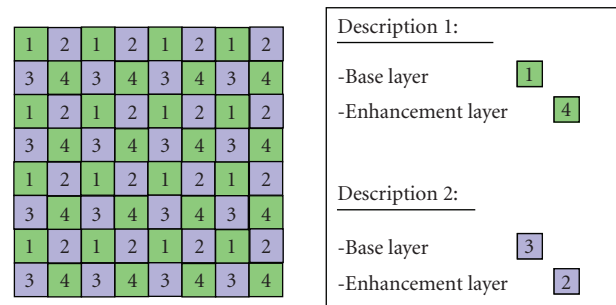 1 2 1 2 1 2 1 2
3 4 3 4 3 4 3 4
1 2 1 2 1 2 1 2
3 4 3 4 3 4 3 4
1 2 1 2 1 2 1 2
3 4 3 4 3 4 3 4
1 2 1 2 1 2 1 2
3 4 3 4 3 4 3 4
Description 1:
-Base layer 1
-Enhancement layer 4
Description 2:
-Base layer 3
-Enhancement layer 2